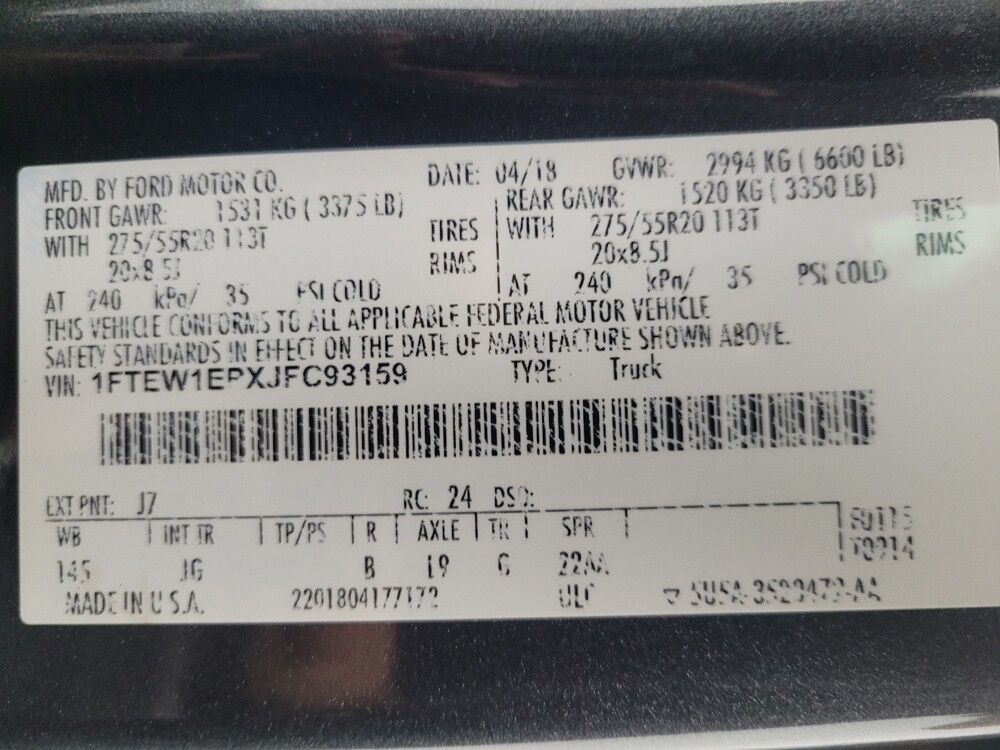 MFD. BY FORD MOTOR CO. DATE: 04/18 GVWR: 2994 KG ( 6600 LB)
FRONT GAWR: 1531 KG ( 3375 LB) REAR GAWR: 1520 KG ( 3350 LB)
WITH 275/55R20 113T TIRES WITH 275/55R20 113T TIRES
20x8.5J RIMS 20x8.5J RIMS
AT 240 kPa/ 35 PSI COLD AT 240 kPa/ 35 PSI COLD
THIS VEHICLE CONFORMS TO ALL APPLICABLE FEDERAL MOTOR VEHICLE
SAFETY STANDARDS IN EFFECT ON THE DATE OF MANUFACTURE SHOWN ABOVE.
VIN: 1FTEW1EPXJFC93159 TYPE: Truck
EXT PNT: J7 RC: 24 DSO:
WB INT TR TP/PS R AXLE TR SPR
145 JG B L9 G 22AA
MADE IN U.S.A. 2201804177172 ULC